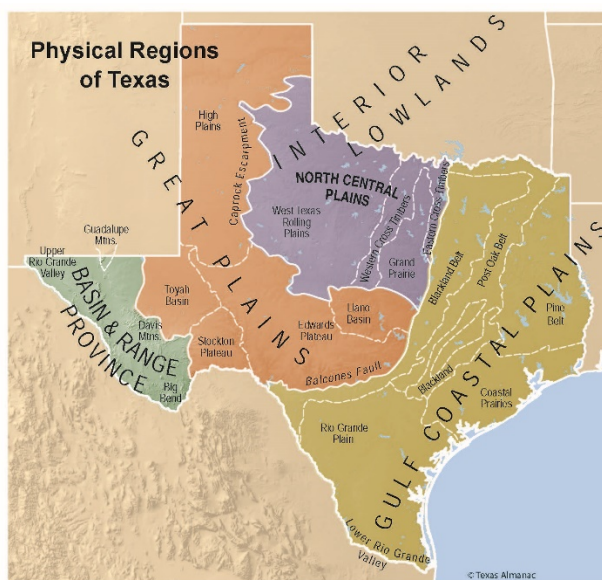 Physical Regions
of Texas
INTERIOR
LOWLANDS
GREAT PLAINS
High
Plains
Caprock Escarpment
NORTH CENTRAL
PLAINS
West Texas
Rolling
Plains
Western Cross Timbers
Eastern Cross Timbers
Grand
Prairie
Guadalupe
Mtns.
Upper
Rio Grande
Valley
BASIN & RANGE
PROVINCE
Davis
Mtns.
Big
Bend
Toyah
Basin
Stockton
Plateau
Edwards
Plateau
Llano
Basin
Balcones Fault
Blackland Belt
Post Oak Belt
Pine
Belt
Blackland
Coastal
Prairies
GULF COASTAL PLAINS
Rio Grande
Plain
Lower Rio Grande
Valley
© Texas Almanac